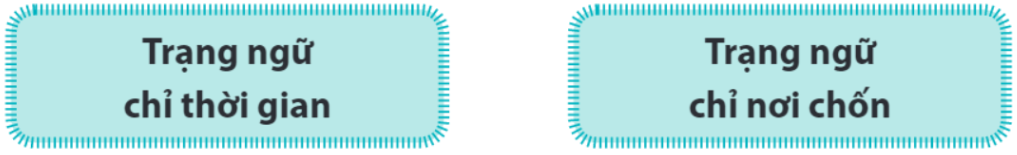 Trạng ngữ
chỉ thời gian
Trạng ngữ
chỉ nơi chốn